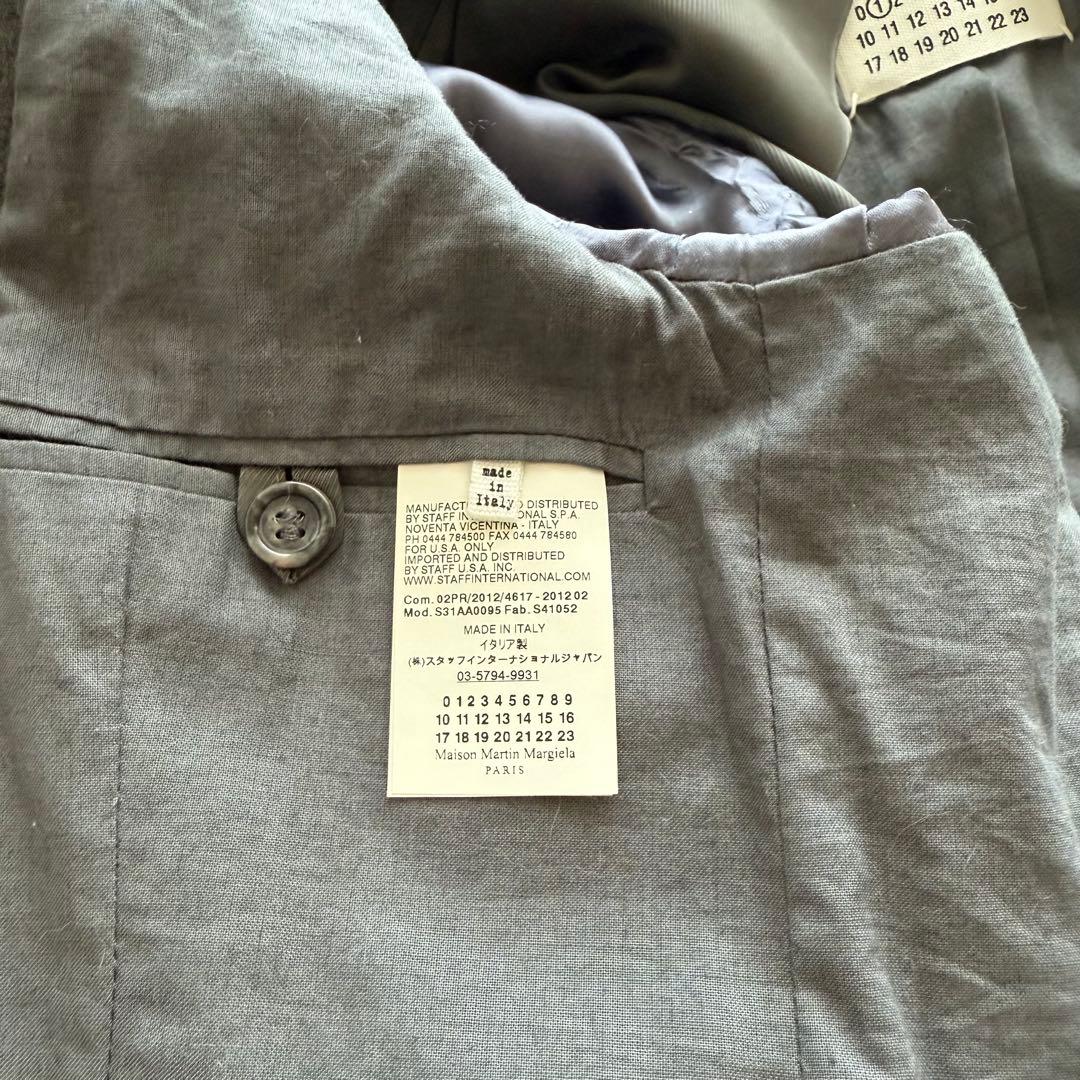 0 1 2
10 11 12 13 14
17 18 19 20 21 22 23
made
in
Italy
MANUFACT DISTRIBUTED
BY STAFF S.P.A.
NOVENTA VICENTINA - ITALY
PH 0444 784500 FAX 0444 784580
FOR U.S.A. ONLY
IMPORTED AND DISTRIBUTED
BY STAFF U.S.A. INC.
WWW.STAFFINTERNATIONAL.COM
Com. 02PR/2012/4617 - 2012 02
Mod. S31AA0095 Fab. S41052
MADE IN ITALY
イタリア製
(株)スタッフインターナショナルジャパン
03-5794-9931
0 1 2 3 4 5 6 7 8 9
10 11 12 13 14 15 16
17 18 19 20 21 22 23
Maison Martin Margiela
PARIS